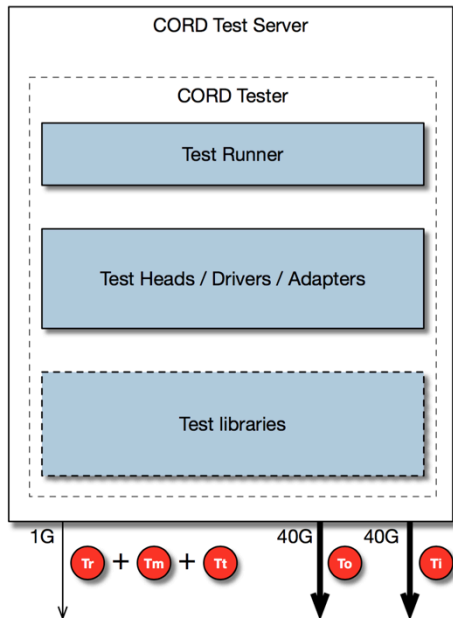 CORD Test Server
CORD Tester
Test Runner
Test Heads / Drivers / Adapters
Test libraries
1G 40G 40G
Tr + Tm + Tt To Ti